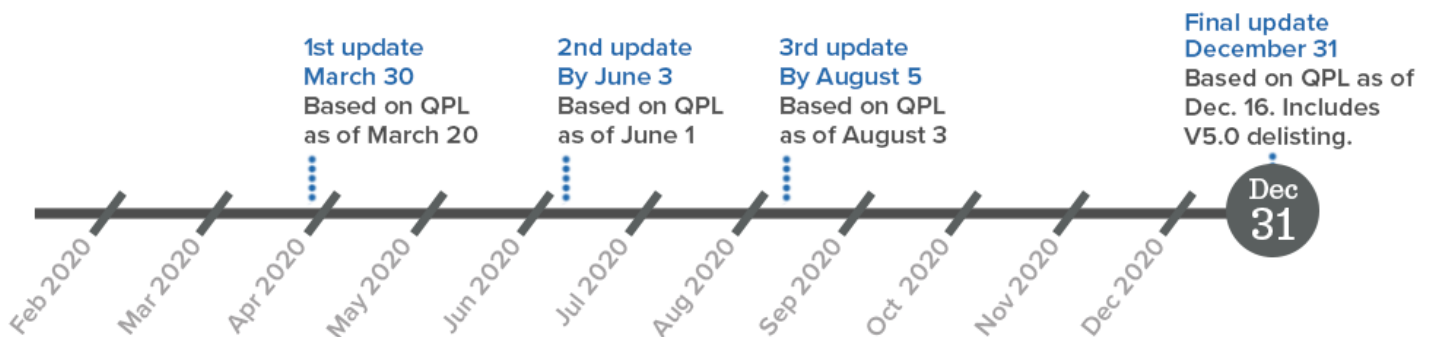 1st update
March 30
Based on QPL
as of March 20
2nd update
By June 3
Based on QPL
as of June 1
3rd update
By August 5
Based on QPL
as of August 3
Final update
December 31
Based on QPL as of
Dec. 16. Includes
V5.0 delisting.
Dec
31
Feb 2020
Mar 2020
Apr 2020
May 2020
Jun 2020
Jul 2020
Aug 2020
Sep 2020
Oct 2020
Nov 2020
Dec 2020